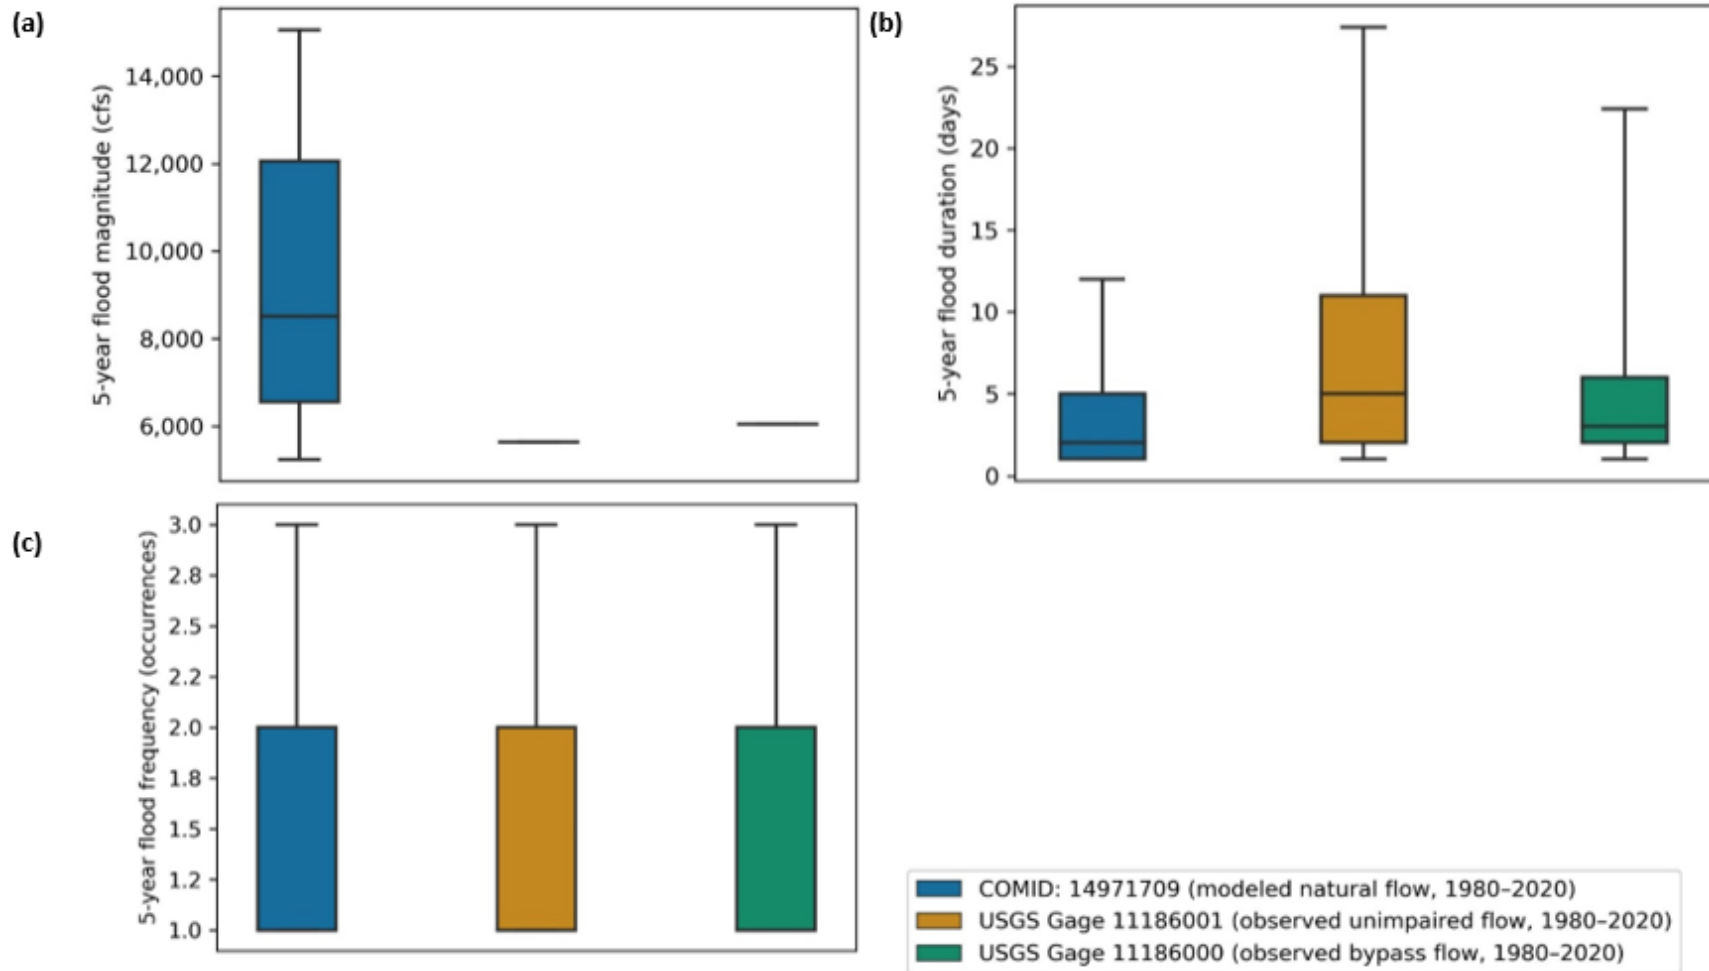 (a)
5-year flood magnitude (cfs)
14,000
12,000
10,000
8,000
6,000
(b)
5-year flood duration (days)
25
20
15
10
5
0
(c)
5-year flood frequency (occurrences)
3.0
2.8
2.5
2.2
2.0
1.8
1.5
1.2
1.0
COMID: 14971709 (modeled natural flow, 1980–2020)
USGS Gage 11186001 (observed unimpaired flow, 1980–2020)
USGS Gage 11186000 (observed bypass flow, 1980–2020)